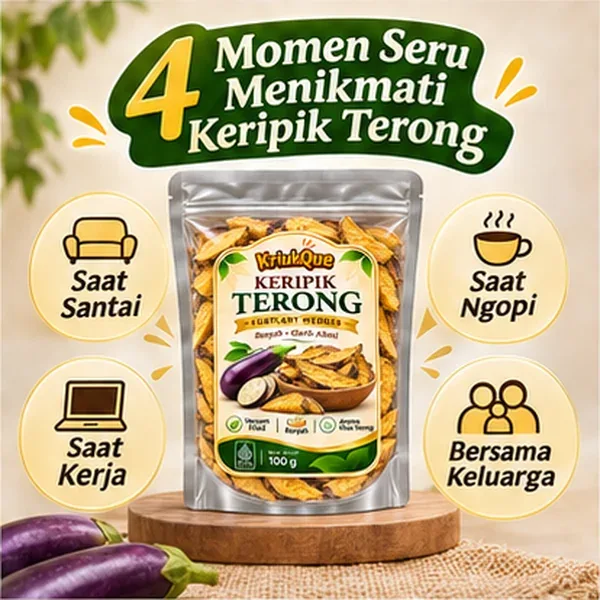 4 Momen Seru
Menikmati
Keripik Terong
Saat
Santai
Saat
Ngopi
Saat
Kerja
Bersama
Keluarga
KriukQue
KERIPIK
TERONG
100 g